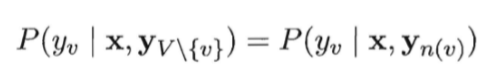 P(y_v | x, y_{V\{v}}) = P(y_v | x, y_{n(v)})